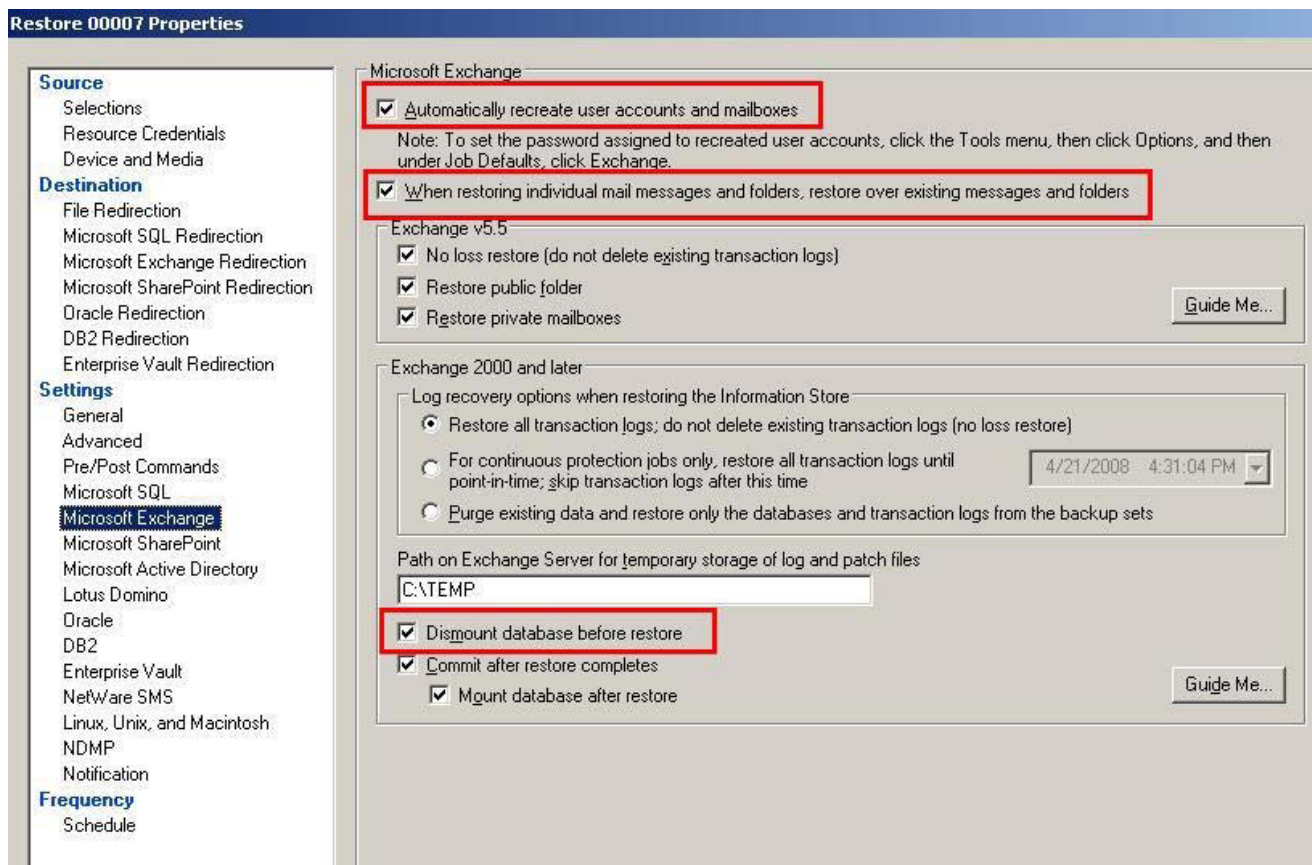 Restore 00007 Properties
Source
Selections
Resource Credentials
Device and Media
Destination
File Redirection
Microsoft SQL Redirection
Microsoft Exchange Redirection
Microsoft SharePoint Redirection
Oracle Redirection
DB2 Redirection
Enterprise Vault Redirection
Settings
General
Advanced
Pre/Post Commands
Microsoft SQL
Microsoft Exchange
Microsoft SharePoint
Microsoft Active Directory
Lotus Domino
Oracle
DB2
Enterprise Vault
NetWare SMS
Linux, Unix, and Macintosh
NDMP
Notification
Frequency
Schedule
Microsoft Exchange
Automatically recreate user accounts and mailboxes
Note: To set the password assigned to recreated user accounts, click the Tools menu, then click Options, and then
under Job Defaults, click Exchange.
When restoring individual mail messages and folders, restore over existing messages and folders
Exchange v5.5
No loss restore (do not delete existing transaction logs)
Restore public folder
Restore private mailboxes
Guide Me...
Exchange 2000 and later
Log recovery options when restoring the Information Store
Restore all transaction logs; do not delete existing transaction logs (no loss restore)
For continuous protection jobs only, restore all transaction logs until
point-in-time; skip transaction logs after this time
4/21/2008 4:31:04 PM
Purge existing data and restore only the databases and transaction logs from the backup sets
Path on Exchange Server for temporary storage of log and patch files
C:\TEMP
Dismount database before restore
Commit after restore completes
Mount database after restore
Guide Me...